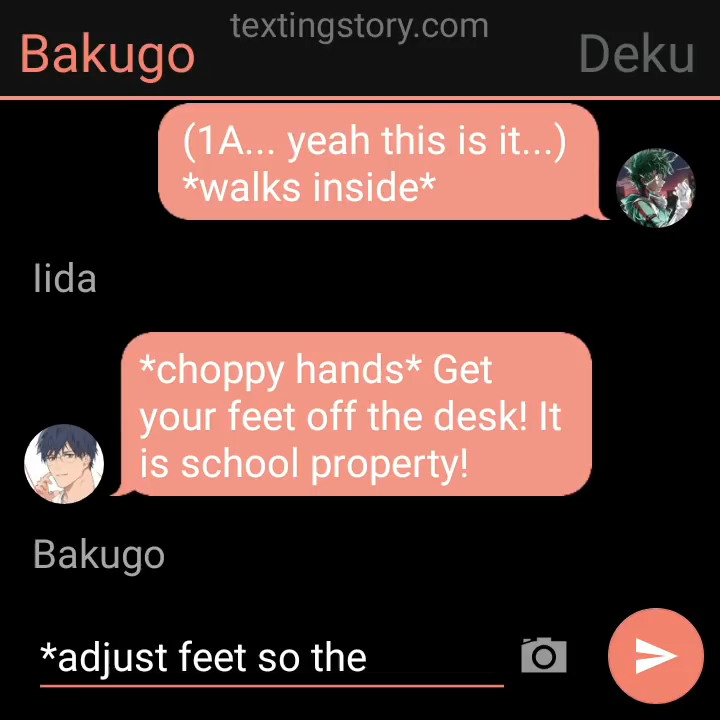 textingstory.com
Bakugo
Deku
(1A... yeah this is it...)
*walks inside*
Iida
*choppy hands* Get
your feet off the desk! It
is school property!
Bakugo
*adjust feet so the